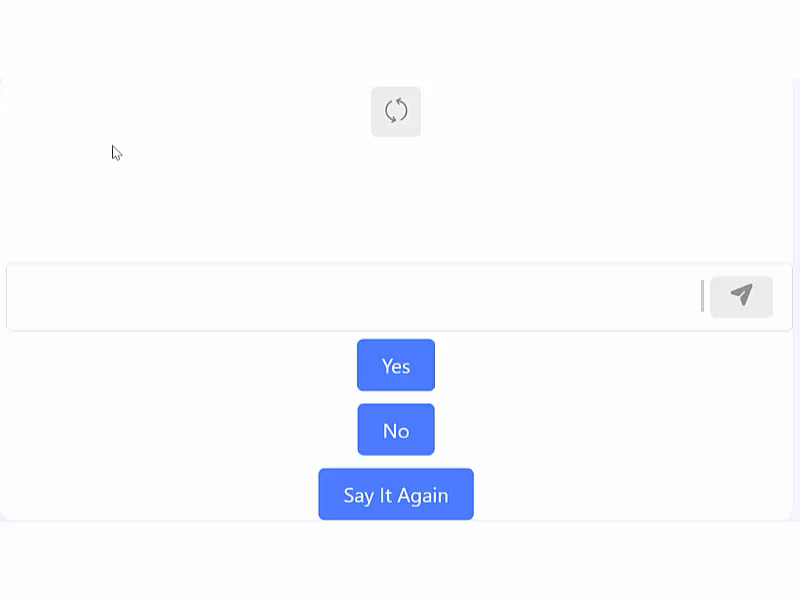 Yes
No
Say It Again